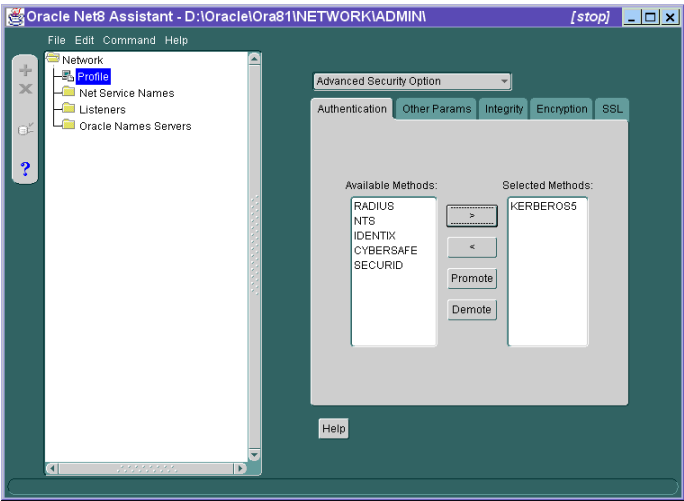 Oracle Net8 Assistant - D:\Oracle\Ora81\NETWORK\ADMIN\ [stop]
File Edit Command Help
Network
Profile
Net Service Names
Listeners
Oracle Names Servers
?
Advanced Security Option
Authentication Other Params Integrity Encryption SSL
Available Methods: Selected Methods:
RADIUS KERBEROS5
NTS >
IDENTIX
CYBERSAFE <
SECURID
Promote
Demote
Help